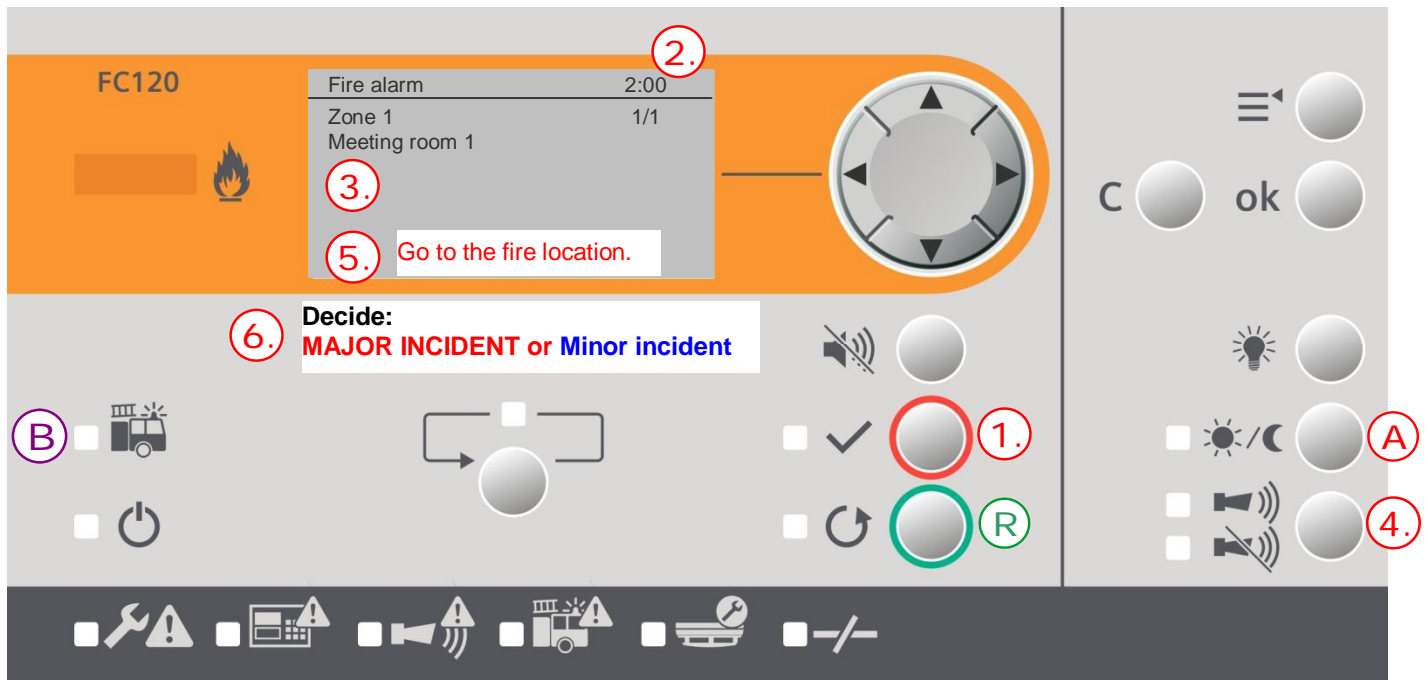 2.
FC120
Fire alarm 2:00
Zone 1 1/1
Meeting room 1
3.
C ok
5. Go to the fire location.
6. Decide:
MAJOR INCIDENT or Minor incident
B 1. A
R 4.